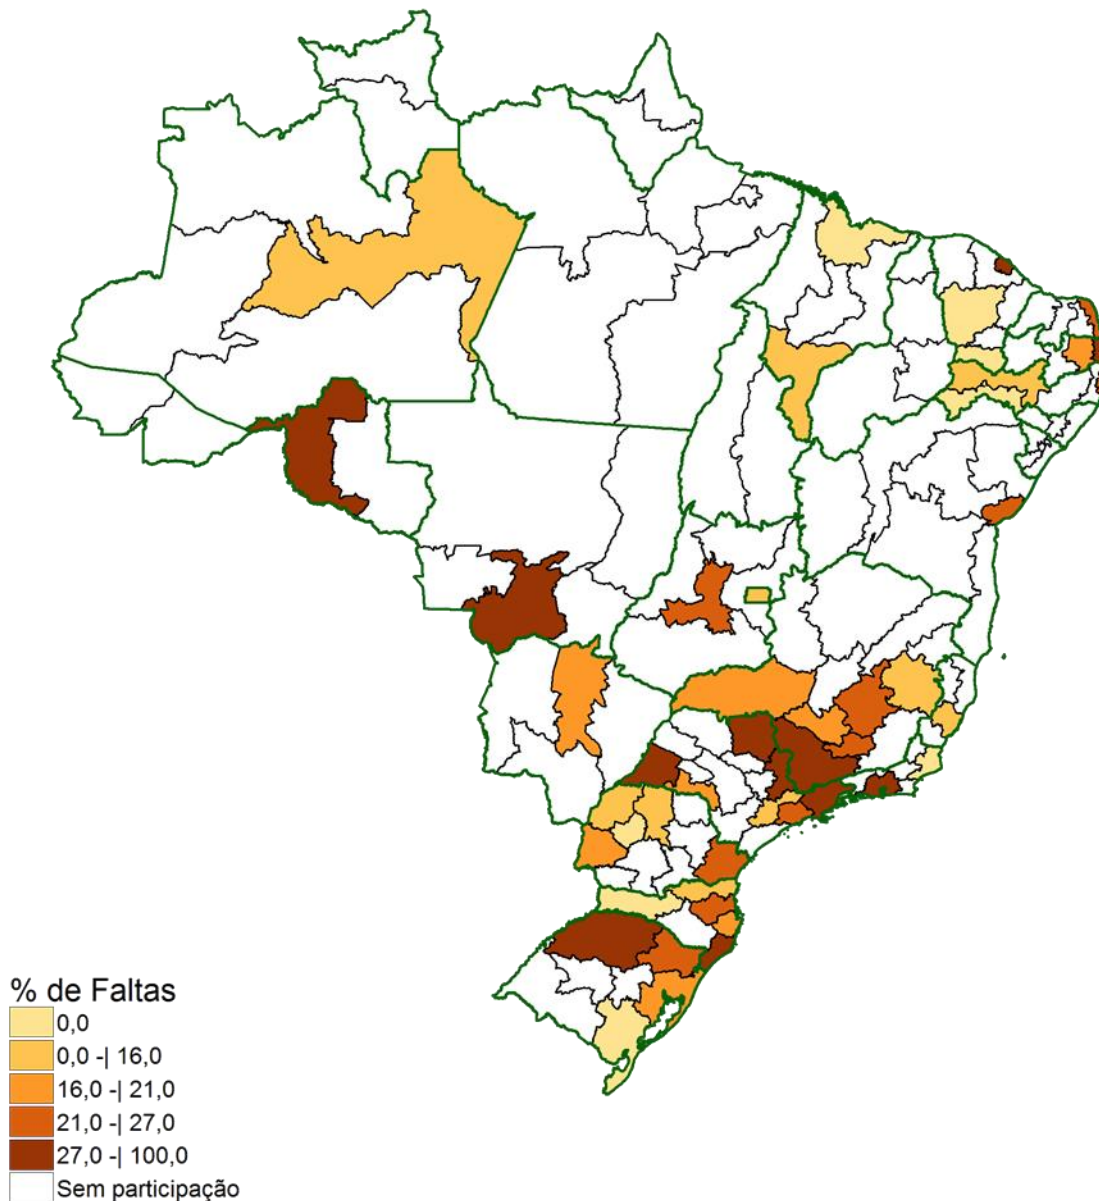 % de Faltas
0,0
0,0 -| 16,0
16,0 -| 21,0
21,0 -| 27,0
27,0 -| 100,0
Sem participação